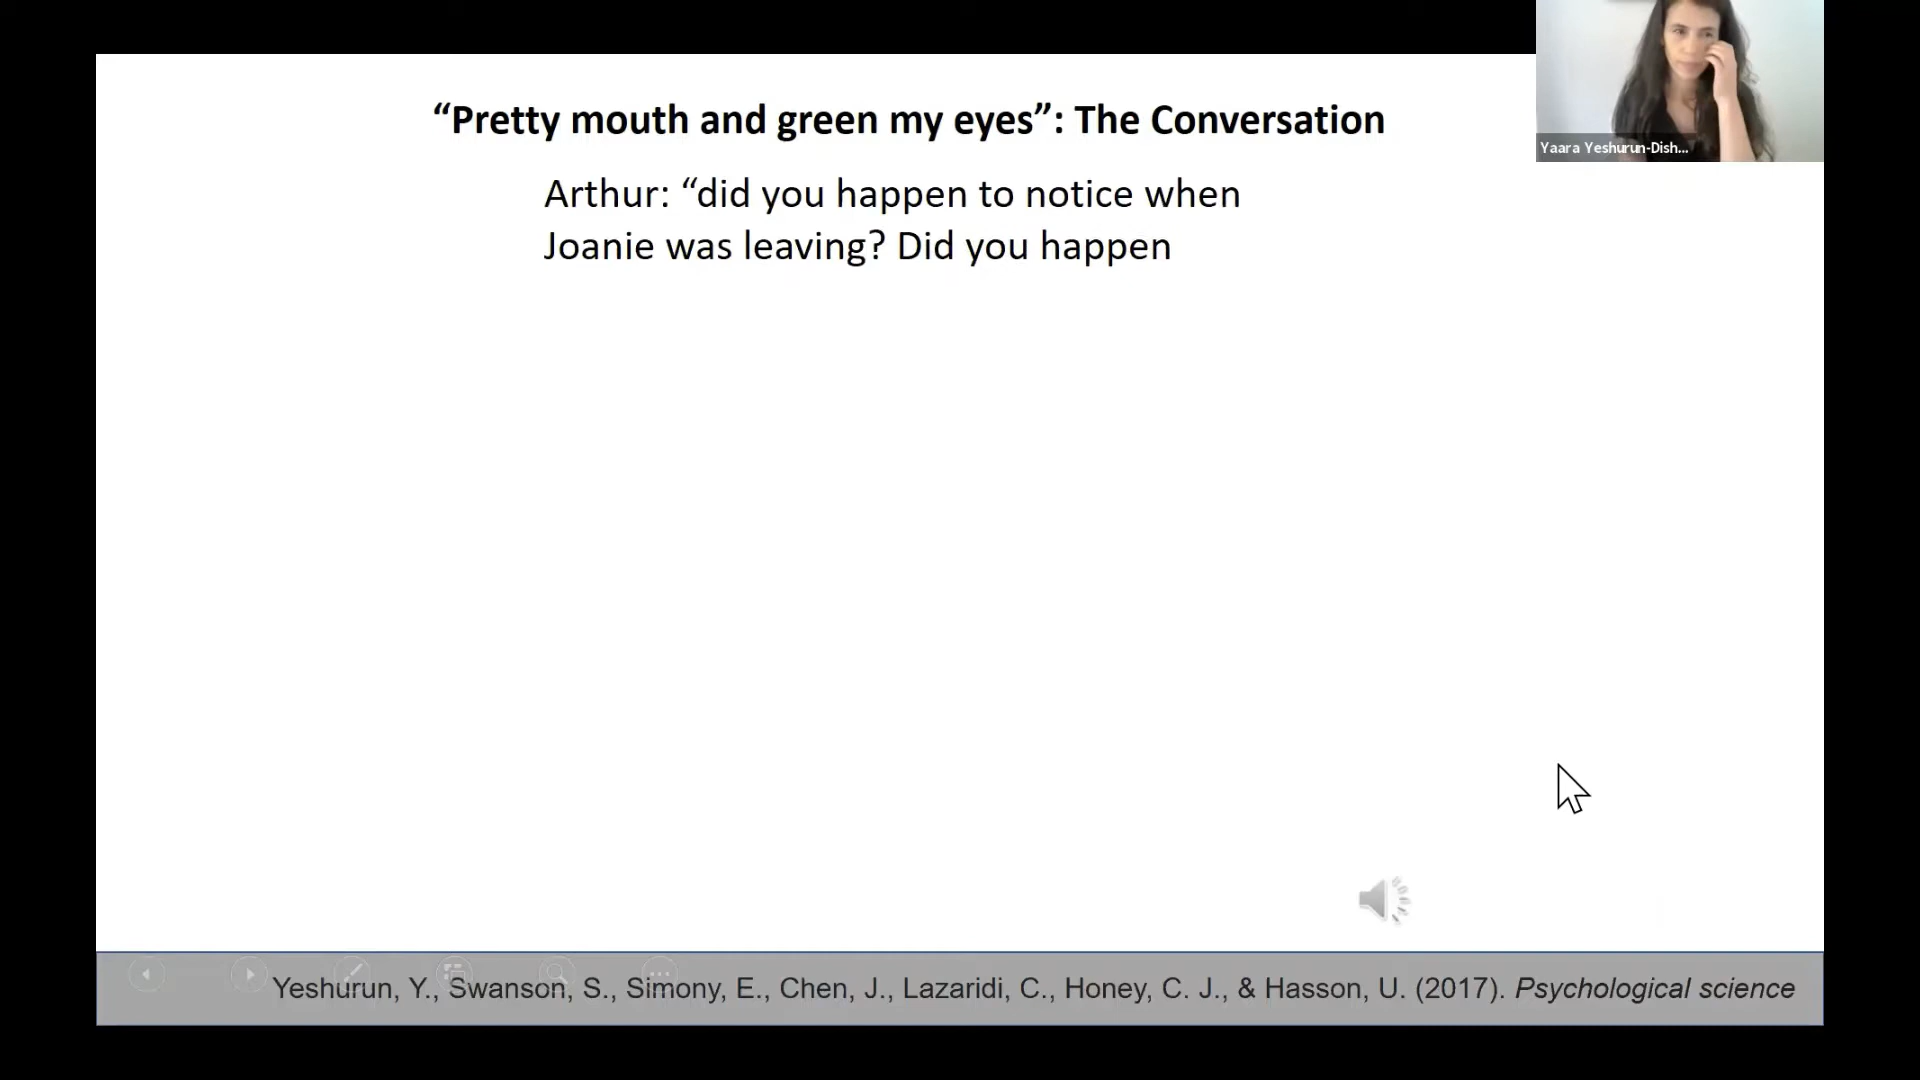 “Pretty mouth and green my eyes”: The Conversation
Yaara Yeshurun-Dish...
Arthur: “did you happen to notice when
Joanie was leaving? Did you happen
Yeshurun, Y., Swanson, S., Simony, E., Chen, J., Lazaridi, C., Honey, C. J., & Hasson, U. (2017). Psychological science